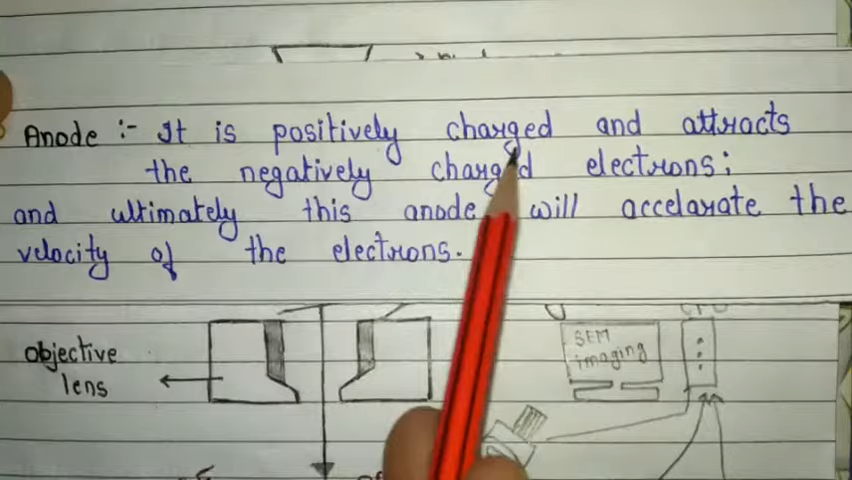 Anode :- It is positively charged and attracts
the negatively charged electrons;
and ultimately this anode will accelarate the
velocity of the electrons.
objective
lens
SEM
imaging
CPU